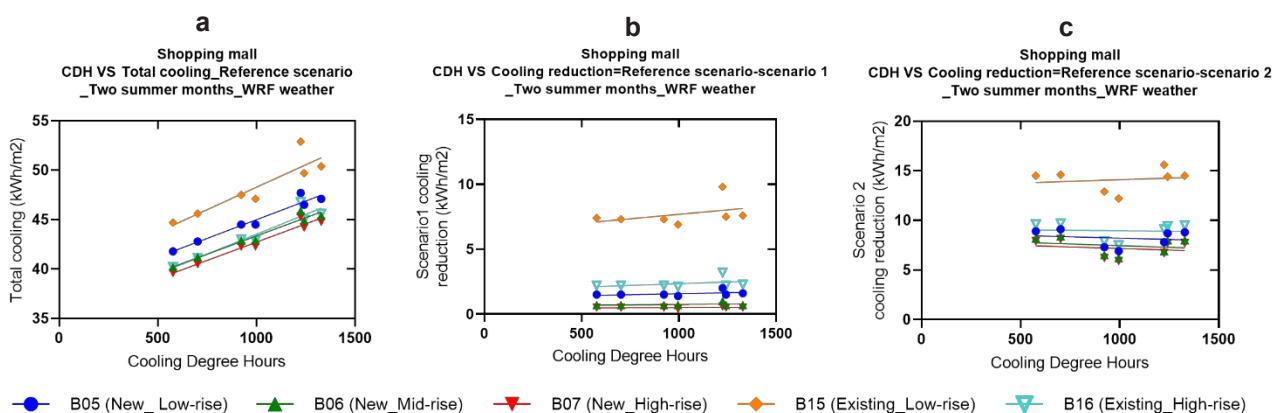 a
Shopping mall
CDH VS Total cooling_Reference scenario
_Two summer months_WRF weather
Total cooling (kWh/m2)
55
50
45
40
35
0
500
1000
1500
Cooling Degree Hours
b
Shopping mall
CDH VS Cooling reduction=Reference scenario-scenario 1
_Two summer months_WRF weather
Scenario1 cooling
reduction (kWh/m2)
15
10
5
0
0
500
1000
1500
Cooling Degree Hours
c
Shopping mall
CDH VS Cooling reduction=Reference scenario-scenario 2
_Two summer months_WRF weather
Scenario 2
cooling reduction (kWh/m2)
20
15
10
5
0
0
500
1000
1500
Cooling Degree Hours
B05 (New_ Low-rise)
B06 (New_Mid-rise)
B07 (New_High-rise)
B15 (Existing_Low-rise)
B16 (Existing_High-rise)